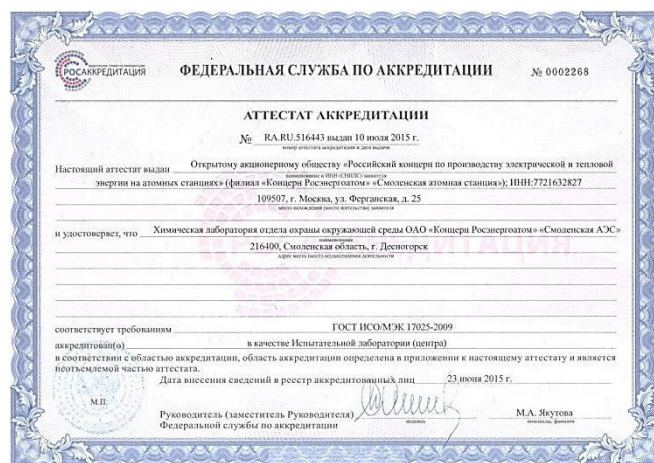 РОСАККРЕДИТАЦИЯ
ФЕДЕРАЛЬНАЯ СЛУЖБА ПО АККРЕДИТАЦИИ № 0002268
АТТЕСТАТ АККРЕДИТАЦИИ
№ RA.RU.516443 выдан 10 июля 2015 г.
номер аттестата аккредитации и дата выдачи
Настоящий аттестат выдан Открытому акционерному обществу «Российский концерн по производству электрической и тепловой
наименование и ИНН (СНИЛС) заявителя
энергии на атомных станциях» (филиал «Концерн Росэнергоатом» «Смоленская атомная станция»); ИНН:7721632827
109507, г. Москва, ул. Ферганская, д. 25
место нахождения (место жительства) заявителя
и удостоверяет, что Химическая лаборатория отдела охраны окружающей среды ОАО «Концерн Росэнергоатом» «Смоленская АЭС»
наименование
216400, Смоленская область, г. Десногорск
адрес места (мест) осуществления деятельности
соответствует требованиям ГОСТ ИСО/МЭК 17025-2009
аккредитован(о) в качестве Испытательной лаборатории (центра)
в соответствии с областью аккредитации, область аккредитации определена в приложении к настоящему аттестату и является
неотъемлемой частью аттестата.
Дата внесения сведений в реестр аккредитованных лиц 23 июня 2015 г.
М.П.
Руководитель (заместитель Руководителя)
Федеральной службы по аккредитации
подпись
М.А. Якутова
инициалы, фамилия